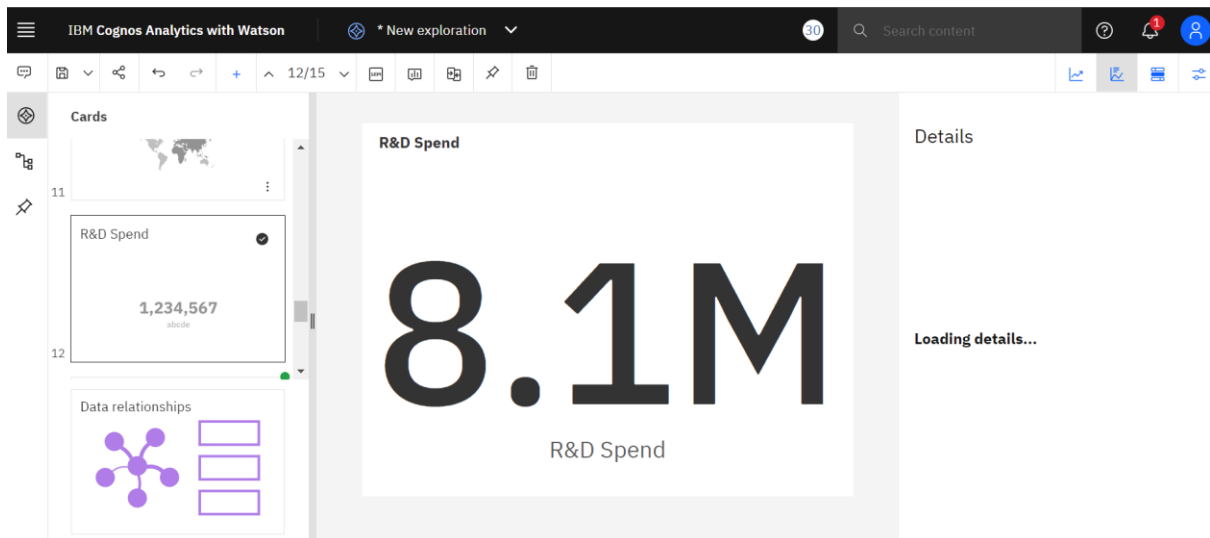 IBM Cognos Analytics with Watson
* New exploration
30
Search content
1
12/15
Cards
11
R&D Spend
1,234,567
abcde
12
Data relationships
R&D Spend
8.1M
R&D Spend
Details
Loading details...